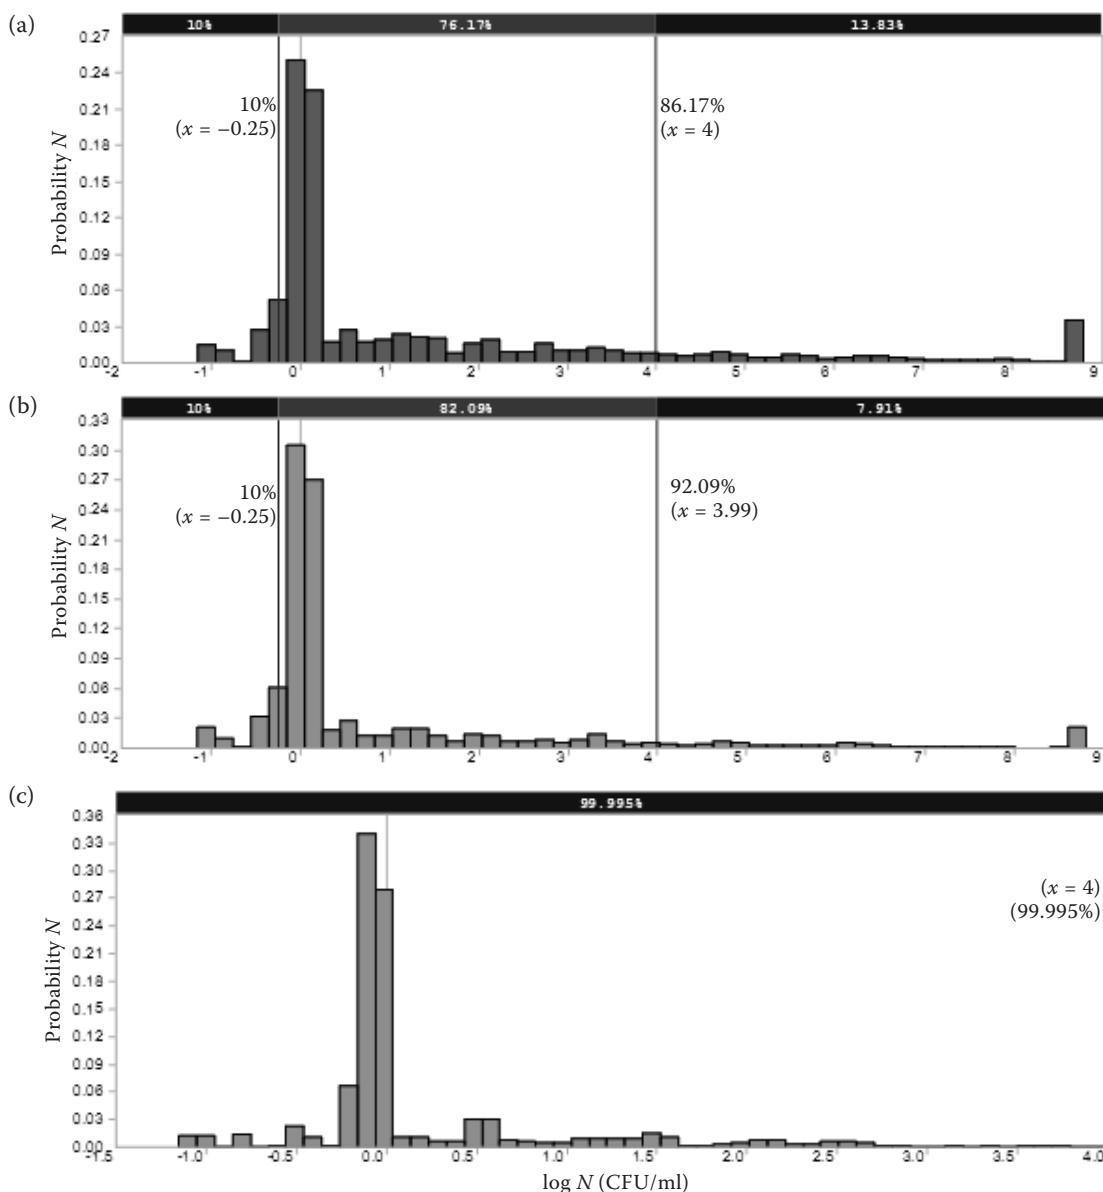 (a)
10% 76.17% 13.83%
0.27
0.24
0.21
0.18
0.15
0.12
0.09
0.06
0.03
0.00
Probability N
10%
(x = −0.25)
86.17%
(x = 4)
-2 -1 0 1 2 3 4 5 6 7 8 9
(b)
10% 82.09% 7.91%
0.33
0.30
0.27
0.24
0.21
0.18
0.15
0.12
0.09
0.06
0.03
0.00
Probability N
10%
(x = −0.25)
92.09%
(x = 3.99)
-2 -1 0 1 2 3 4 5 6 7 8 9
(c)
99.995%
0.36
0.33
0.30
0.27
0.24
0.21
0.18
0.15
0.12
0.09
0.06
0.03
0.00
Probability N
(x = 4)
(99.995%)
-1.5 -1.0 -0.5 0.0 0.5 1.0 1.5 2.0 2.5 3.0 3.5 4.0
log N (CFU/ml)